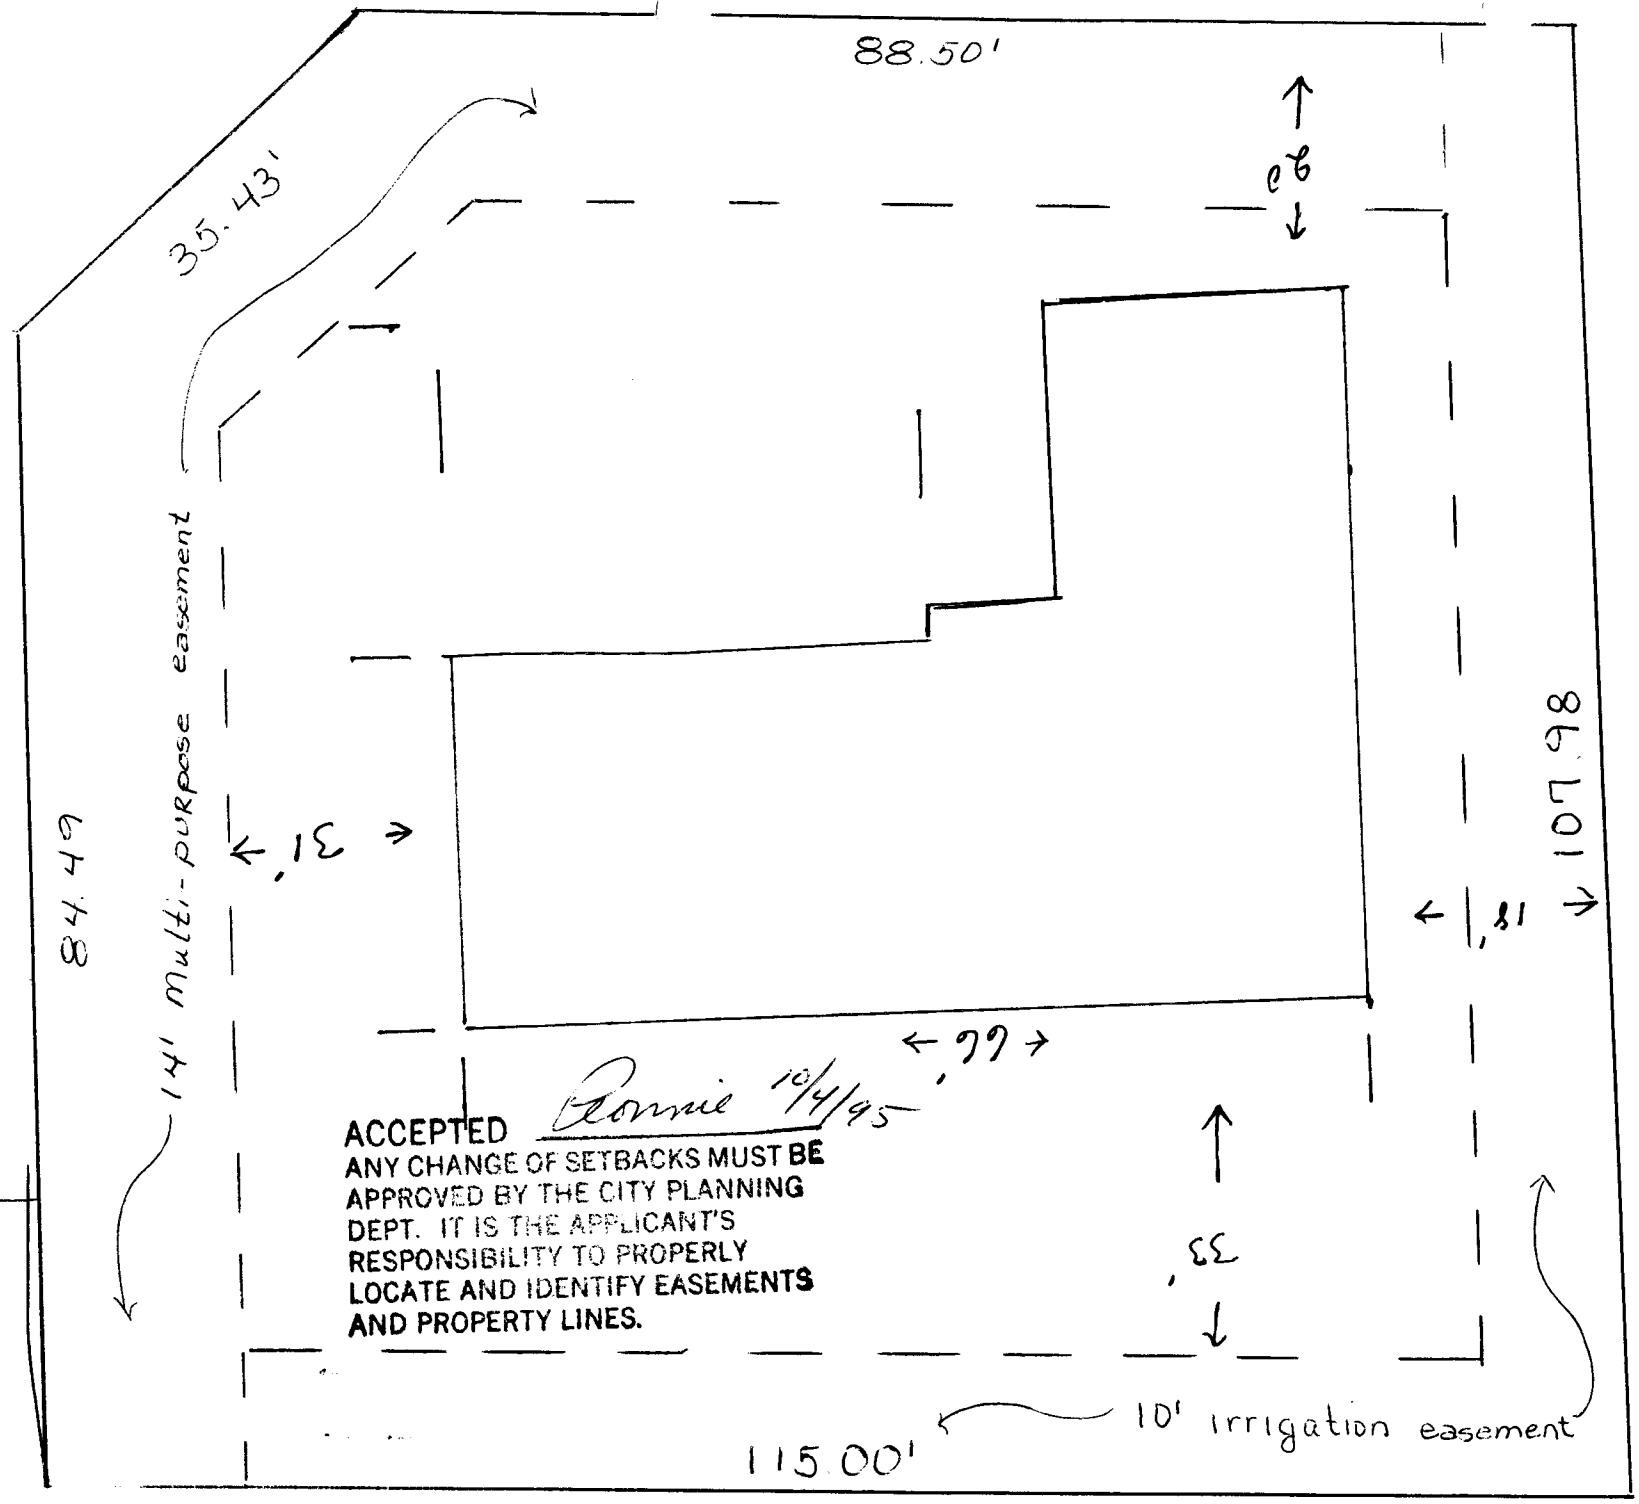 88.50'
35.43'
20
14' Multi-purpose easement
31'
84.49
107.98
18'
66'
ACCEPTED Ronnie 10/4/95
ANY CHANGE OF SETBACKS MUST BE
APPROVED BY THE CITY PLANNING
DEPT. IT IS THE APPLICANT'S
RESPONSIBILITY TO PROPERLY
LOCATE AND IDENTIFY EASEMENTS
AND PROPERTY LINES.
33'
10' irrigation easement
115.00'